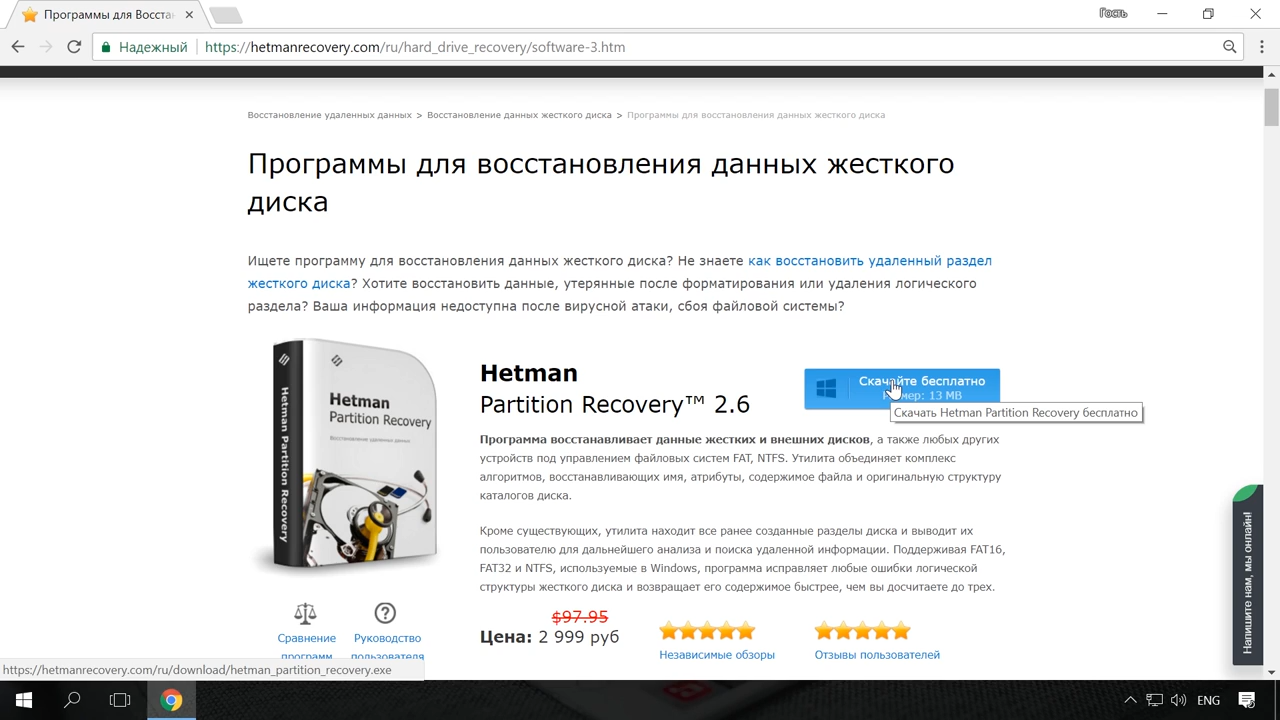 Программы для Восста
Гость
Надежный
https://hetmanrecovery.com/ru/hard_drive_recovery/software-3.htm
Восстановление удаленных данных > Восстановление данных жесткого диска > Программы для восстановления данных жесткого диска
Программы для восстановления данных жесткого
диска
Ищете программу для восстановления данных жесткого диска? Не знаете как восстановить удаленный раздел
жесткого диска? Хотите восстановить данные, утерянные после форматирования или удаления логического
раздела? Ваша информация недоступна после вирусной атаки, сбоя файловой системы?
Hetman Partition Recovery
Hetman
Partition Recovery
Восстановление удаленных данных
Hetman
Partition Recovery™ 2.6
Скачайте бесплатно
13 MB
Скачать Hetman Partition Recovery бесплатно
Программа восстанавливает данные жестких и внешних дисков, а также любых других
устройств под управлением файловых систем FAT, NTFS. Утилита объединяет комплекс
алгоритмов, восстанавливающих имя, атрибуты, содержимое файла и оригинальную структуру
каталогов диска.
Кроме существующих, утилита находит все ранее созданные разделы диска и выводит их
пользователю для дальнейшего анализа и поиска удаленной информации. Поддерживая FAT16,
FAT32 и NTFS, используемые в Windows, программа исправляет любые ошибки логической
структуры жесткого диска и возвращает его содержимое быстрее, чем вы досчитаете до трех.
$97.95
Цена: 2 999 руб
Независимые обзоры
Отзывы пользователей
Сравнение
программ
Руководство
пользователя
Напишите нам, мы онлайн!
https://hetmanrecovery.com/ru/download/hetman_partition_recovery.exe
ENG